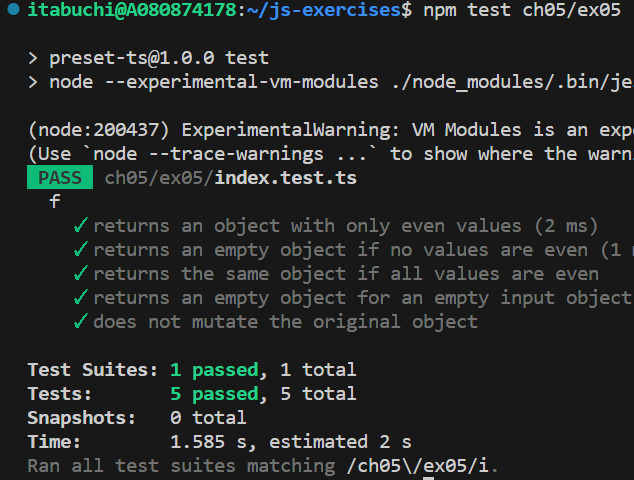 itabuchi@A080874178:~/js-exercises$ npm test ch05/ex05
> preset-ts@1.0.0 test
> node --experimental-vm-modules ./node_modules/.bin/je
(node:200437) ExperimentalWarning: VM Modules is an exp
(Use `node --trace-warnings ...` to show where the warn
PASS ch05/ex05/index.test.ts
f
✓ returns an object with only even values (2 ms)
✓ returns an empty object if no values are even (1 m
✓ returns the same object if all values are even
✓ returns an empty object for an empty input object
✓ does not mutate the original object
Test Suites: 1 passed, 1 total
Tests: 5 passed, 5 total
Snapshots: 0 total
Time: 1.585 s, estimated 2 s
Ran all test suites matching /ch05\/ex05/i.